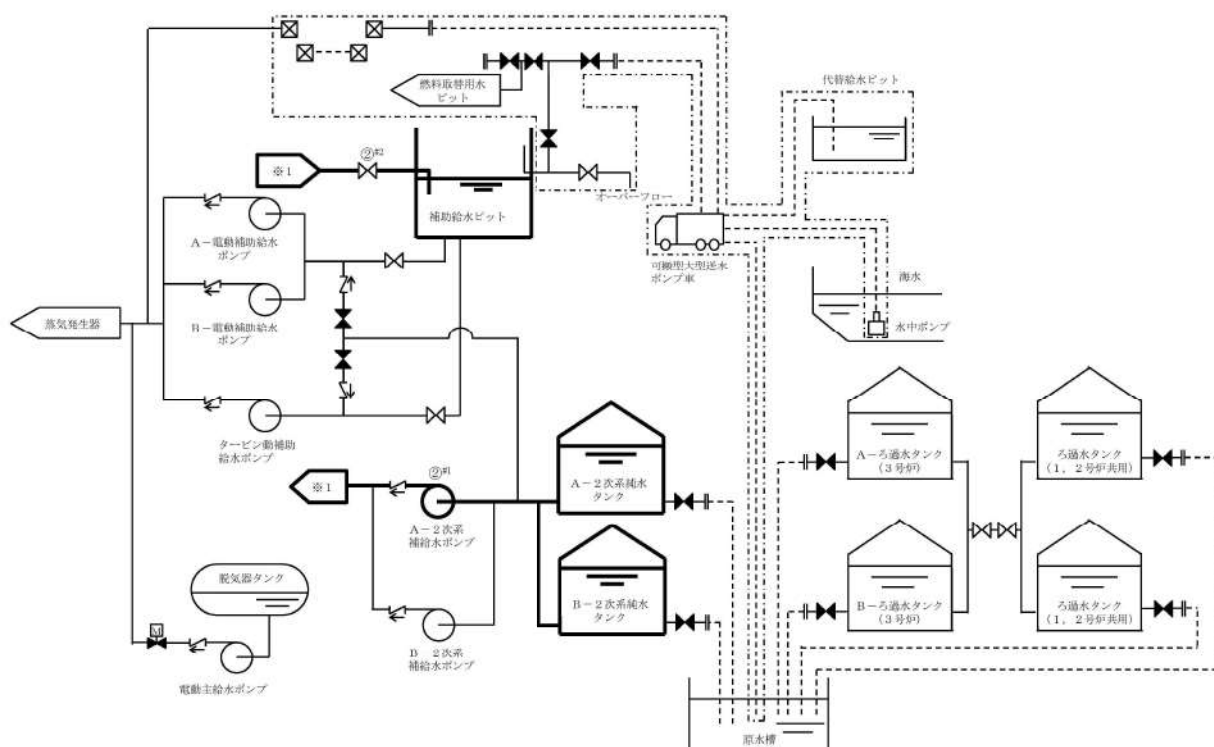 燃料取替用水
ピット
代替給水ピット
※1
②#2
補助給水ピット
オーバーフロー
A-電動補助給水
ポンプ
可搬型大型送水
ポンプ車
海水
水中ポンプ
蒸気発生器
B-電動補助給水
ポンプ
タービン動補助
給水ポンプ
※1
②#1
A-2次系
補給水ポンプ
A-2次系純水
タンク
A-ろ過水タンク
(3号炉)
ろ過水タンク
(1,2号炉共用)
脱気器タンク
M
B-2次系純水
タンク
B-ろ過水タンク
(3号炉)
ろ過水タンク
(1,2号炉共用)
B 2次系
補給水ポンプ
電動主給水ポンプ
原水槽